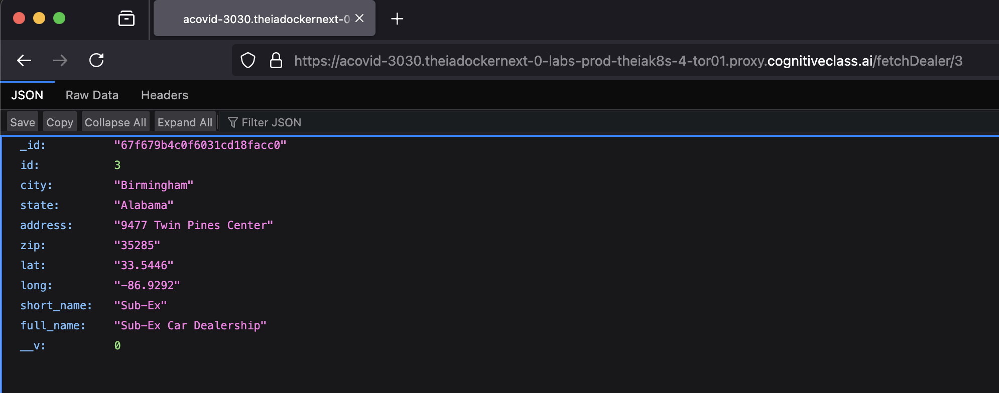 acovid-3030.theiadockernext-0
https://acovid-3030.theiadockernext-0-labs-prod-theiak8s-4-tor01.proxy.cognitiveclass.ai/fetchDealer/3
JSON Raw Data Headers
Save Copy Collapse All Expand All Filter JSON
_id: "67f679b4c0f6031cd18facc0"
id: 3
city: "Birmingham"
state: "Alabama"
address: "9477 Twin Pines Center"
zip: "35285"
lat: "33.5446"
long: "-86.9292"
short_name: "Sub-Ex"
full_name: "Sub-Ex Car Dealership"
__v: 0